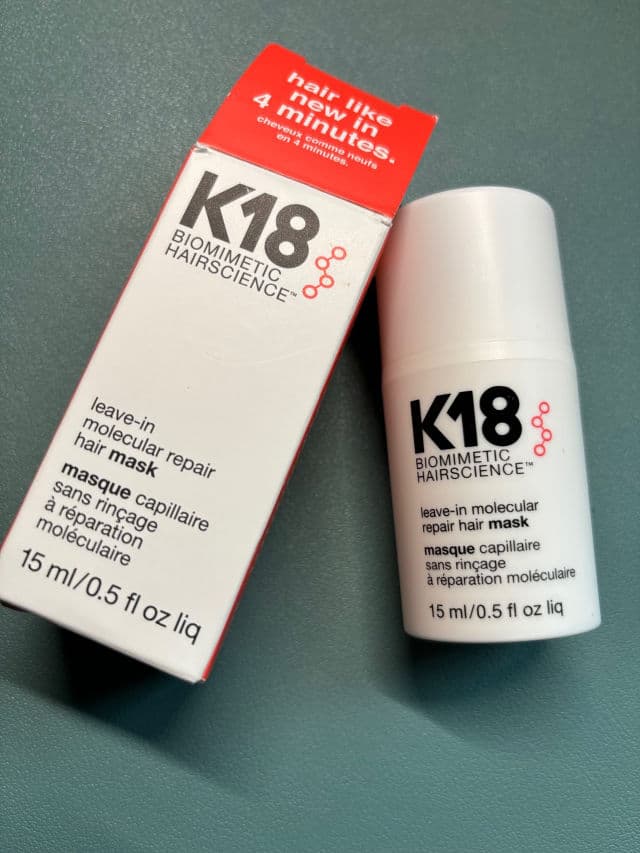 hair like
new in
4 minutes.
cheveux comme neufs
en 4 minutes.
K18
BIOMIMETIC
HAIRSCIENCE™
leave-in
molecular repair
hair mask
masque capillaire
sans rinçage
à réparation
moléculaire
15 ml/0.5 fl oz liq
K18
BIOMIMETIC
HAIRSCIENCE™
leave-in molecular
repair hair mask
masque capillaire
sans rinçage
à réparation moléculaire
15 ml/0.5 fl oz liq